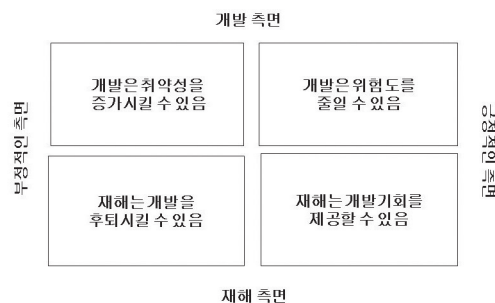 개발 측면
개발은 취약성을
증가시킬 수 있음
개발은 위험도를
줄일 수 있음
부정적인 측면
긍정적인 측면
재해는 개발을
후퇴시킬 수 있음
재해는 개발기회를
제공할 수 있음
재해 측면